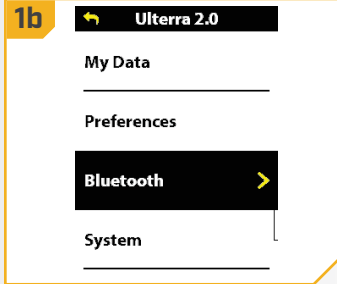 1b
Ulterra 2.0
My Data
Preferences
Bluetooth
System